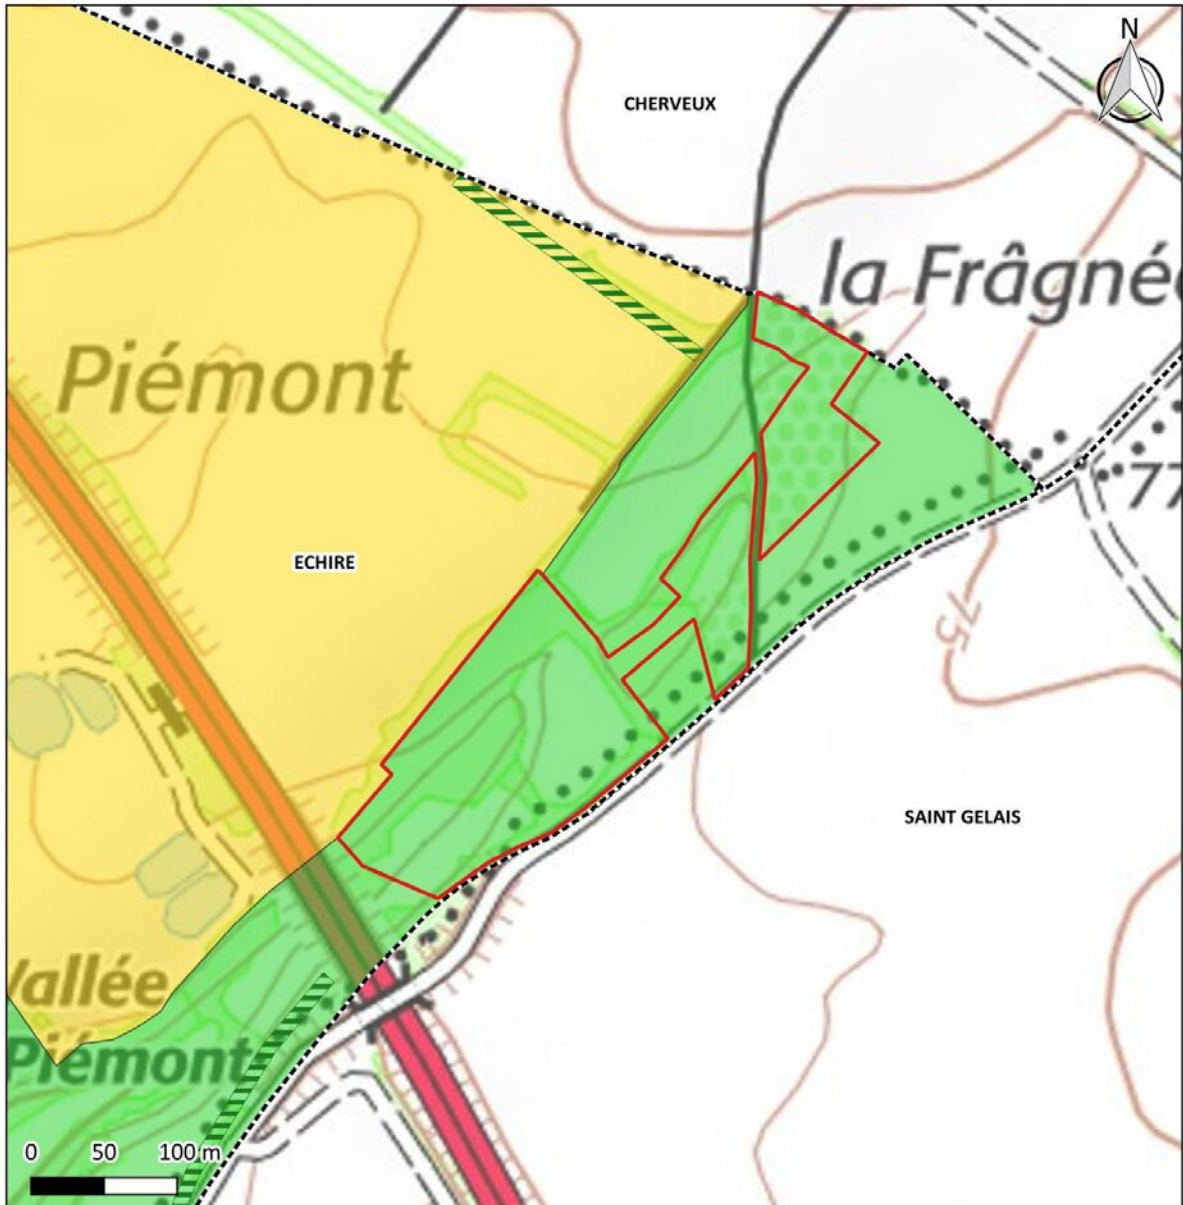 N
CHERVEUX
la Frâgné
Piémont
77
ECHIRE
75
SAINT GELAIS
Vallée
Piémont
0 50 100 m